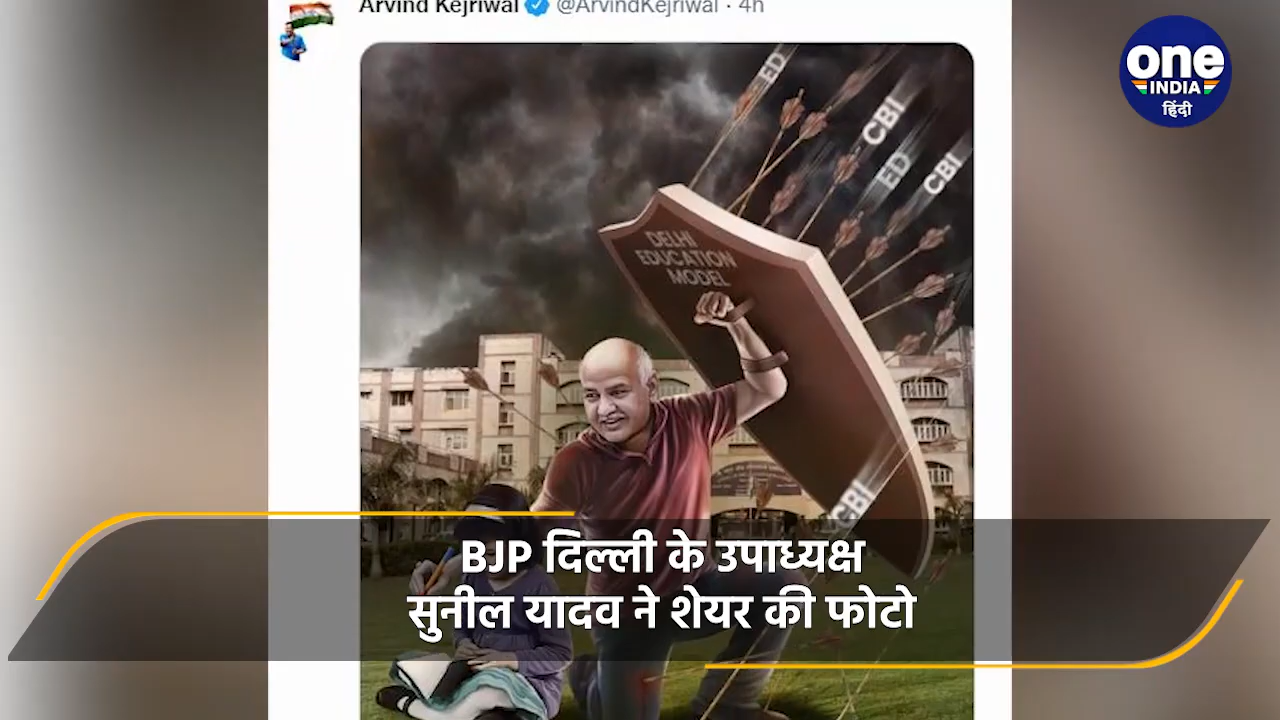 Arvind Kejriwal @ArvindKejriwal · 4h
one
INDIA
हिंदी
ED
CBI
ED
CBI
DELHI
EDUCATION
MODEL
CBI
BJP दिल्ली के उपाध्यक्ष
सुनील यादव ने शेयर की फोटो